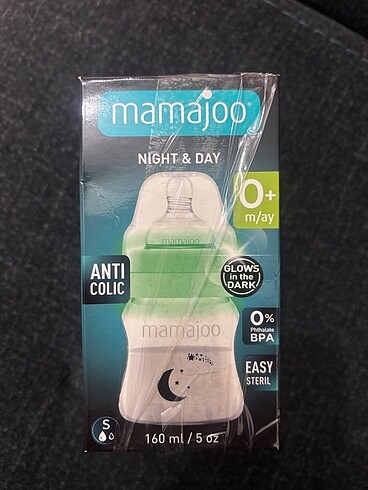 mamajoo
NIGHT & DAY
0+
m/ay
mamajoo
ANTI
COLIC
GLOWS
in the
DARK
mamajoo
0%
Phthalate
BPA
EASY
STERIL
S
160 ml / 5 oz